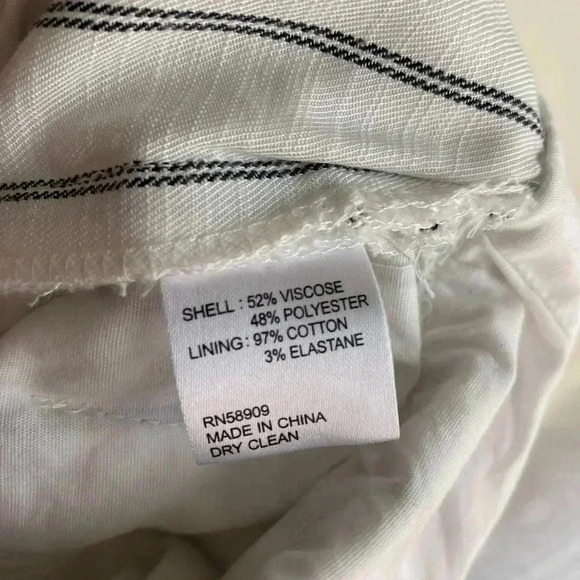 SHELL : 52% VISCOSE
48% POLYESTER
LINING : 97% COTTON
3% ELASTANE
RN58909
MADE IN CHINA
DRY CLEAN